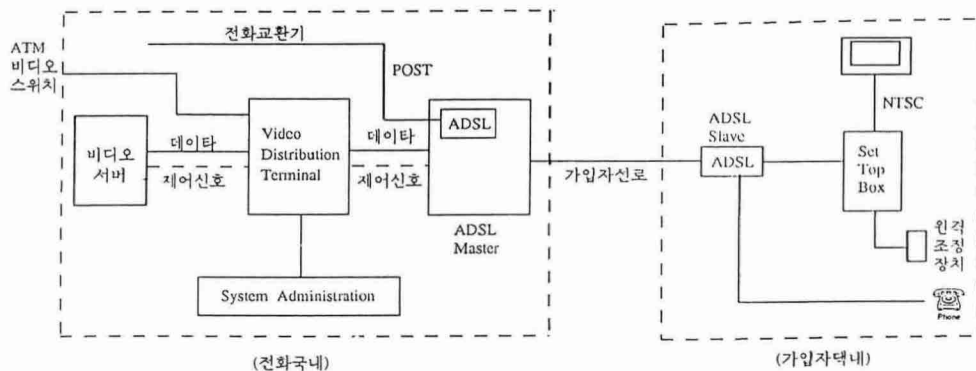 전화교환기
ATM
비디오
스위치
POST
ADSL
비디오
서버
데이타
제어신호
Video
Distribution
Terminal
데이타
제어신호
ADSL
Master
System Administration
(전화국내)
가입자선로
ADSL
Slave
ADSL
NTSC
Set
Top
Box
원격
조정
장치
Phone
(가입자댁내)